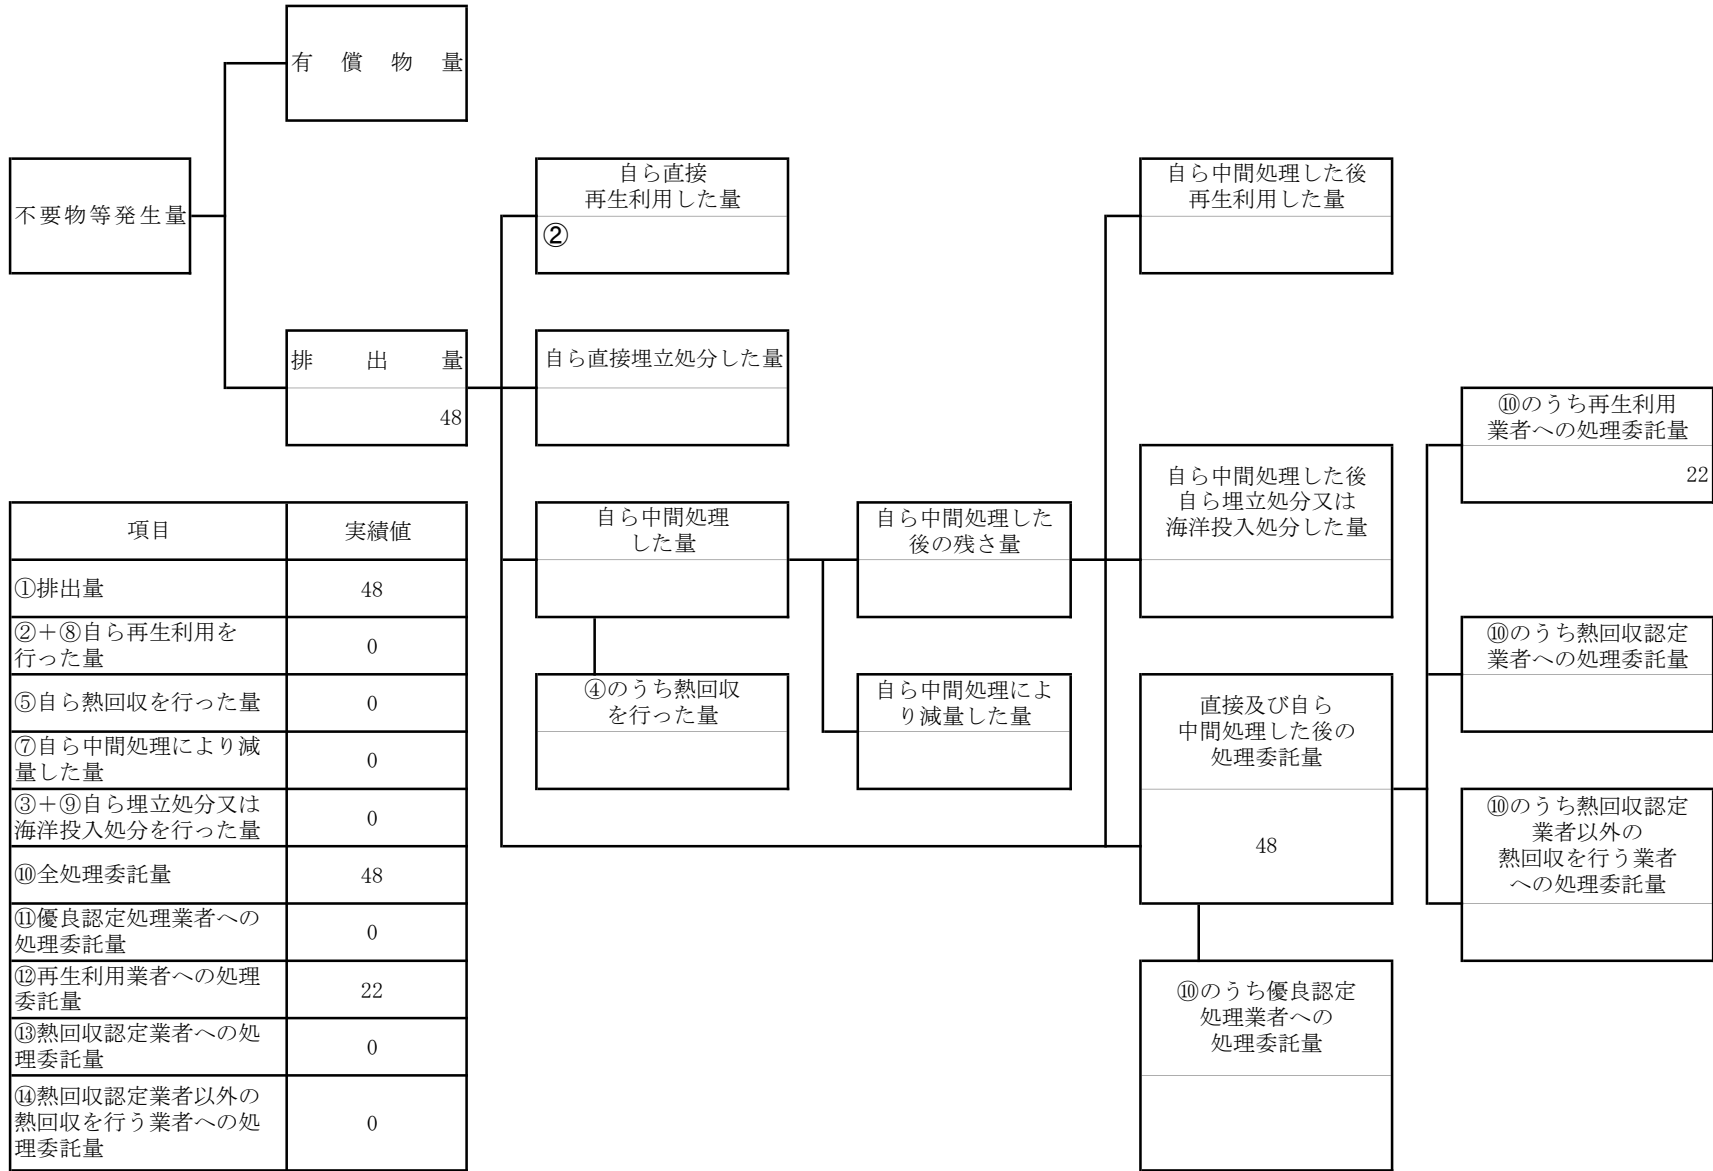 有償物量
不要物等発生量
自ら直接
再生利用した量
②
自ら中間処理した後
再生利用した量
排出量
48
自ら直接埋立処分した量
⑩のうち再生利用
業者への処理委託量
22
自ら中間処理
した量
自ら中間処理した
後の残さ量
自ら中間処理した後
自ら埋立処分又は
海洋投入処分した量
⑩のうち熱回収認定
業者への処理委託量
④のうち熱回収
を行った量
自ら中間処理によ
り減量した量
直接及び自ら
中間処理した後の
処理委託量
48
⑩のうち熱回収認定
業者以外の
熱回収を行う業者
への処理委託量
⑩のうち優良認定
処理業者への
処理委託量
項目 実績値
①排出量 48
②+⑧自ら再生利用を
行った量 0
⑤自ら熱回収を行った量 0
⑦自ら中間処理により減
量した量 0
③+⑨自ら埋立処分又は
海洋投入処分を行った量 0
⑩全処理委託量 48
⑪優良認定処理業者への
処理委託量 0
⑫再生利用業者への処理
委託量 22
⑬熱回収認定業者への処
理委託量 0
⑭熱回収認定業者以外の
熱回収を行う業者への処
理委託量 0